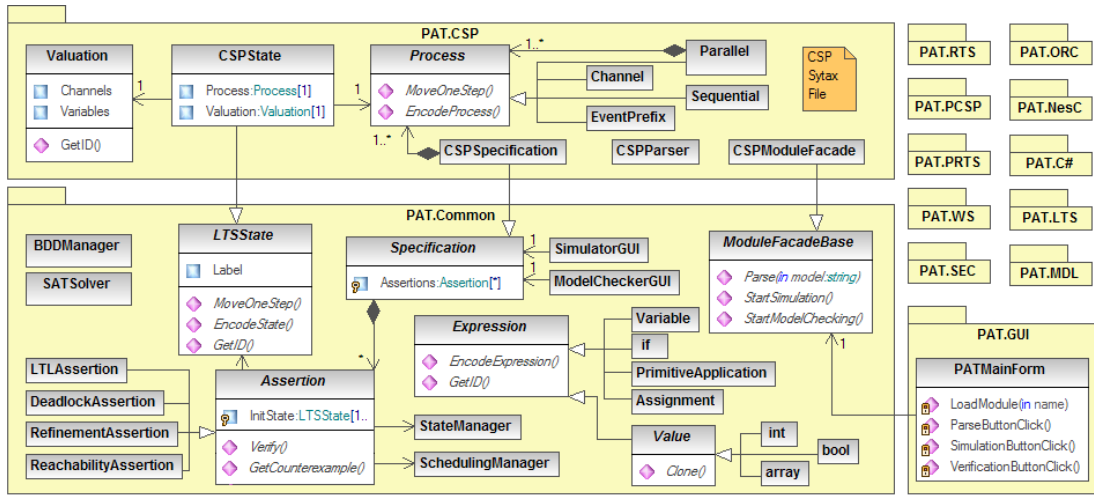 PAT.CSP
Valuation
Channels
Variables
GetID()
1
CSPState
Process:Process[1]
Valuation:Valuation[1]
1
Process
MoveOneStep()
EncodeProcess()
1..*
1..*
Parallel
Channel
Sequential
EventPrefix
CSP
Sytax
File
CSPSpecification
CSPParser
CSPModuleFacade
PAT.Common
BDDManager
SATSolver
LTSState
Label
MoveOneStep()
EncodeState()
GetID()
Specification
Assertions:Assertion[*]
1
SimulatorGUI
1
ModelCheckerGUI
ModuleFacadeBase
Parse(in model:string)
StartSimulation()
StartModelChecking()
1
Expression
EncodeExpression()
GetID()
Variable
if
PrimitiveApplication
Assignment
*
LTLAssertion
DeadlockAssertion
RefinementAssertion
ReachabilityAssertion
Assertion
InitState:LTSState[1..
Verify()
GetCounterexample()
StateManager
SchedulingManager
Value
Clone()
int
bool
array
PAT.RTS
PAT.ORC
PAT.PCSP
PAT.NesC
PAT.PRTS
PAT.C#
PAT.WS
PAT.LTS
PAT.SEC
PAT.MDL
PAT.GUI
PATMainForm
LoadModule(in name)
ParseButtonClick()
SimulationButtonClick()
VerificationButtonClick()